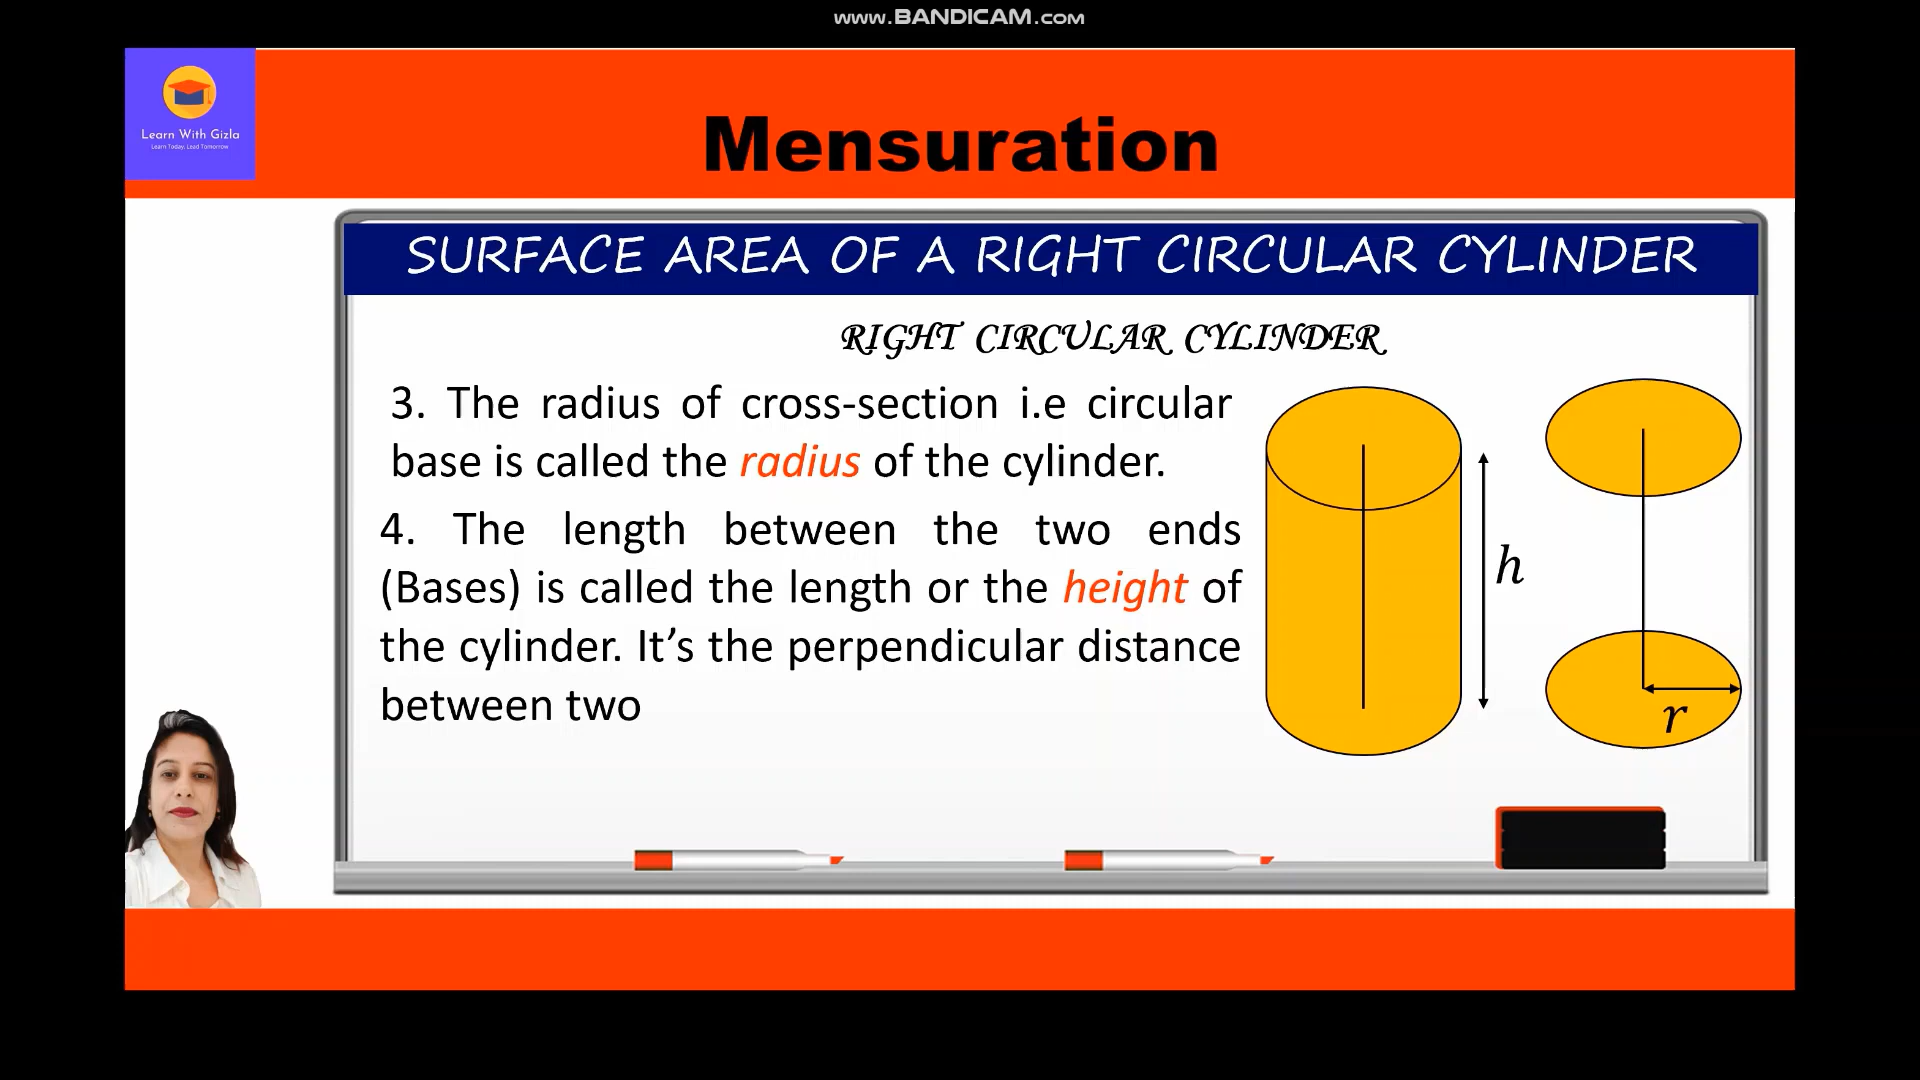 www.BANDICAM.com
Learn With Gizla
Learn Today, Lead Tomorrow
Mensuration
SURFACE AREA OF A RIGHT CIRCULAR CYLINDER
RIGHT CIRCULAR CYLINDER
3. The radius of cross-section i.e circular
base is called the radius of the cylinder.
4. The length between the two ends
(Bases) is called the length or the height of
the cylinder. It’s the perpendicular distance
between two
h
r